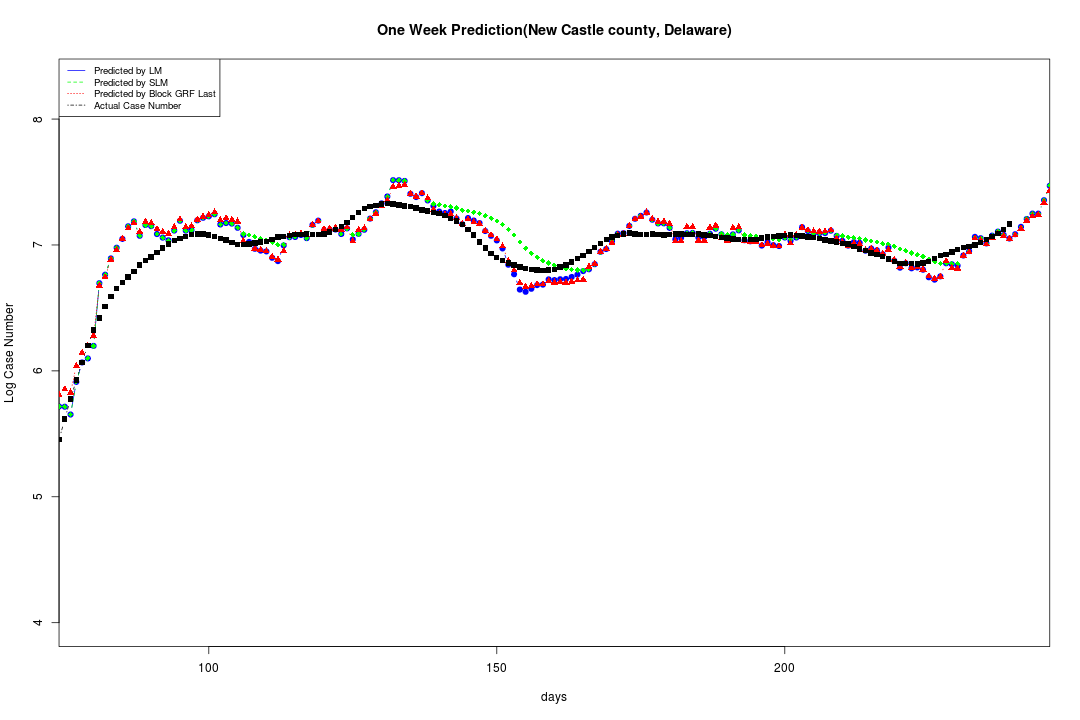 One Week Prediction(New Castle county, Delaware)
Predicted by LM
Predicted by SLM
Predicted by Block GRF Last
Actual Case Number
8
7
6
5
4
Log Case Number
100 150 200
days